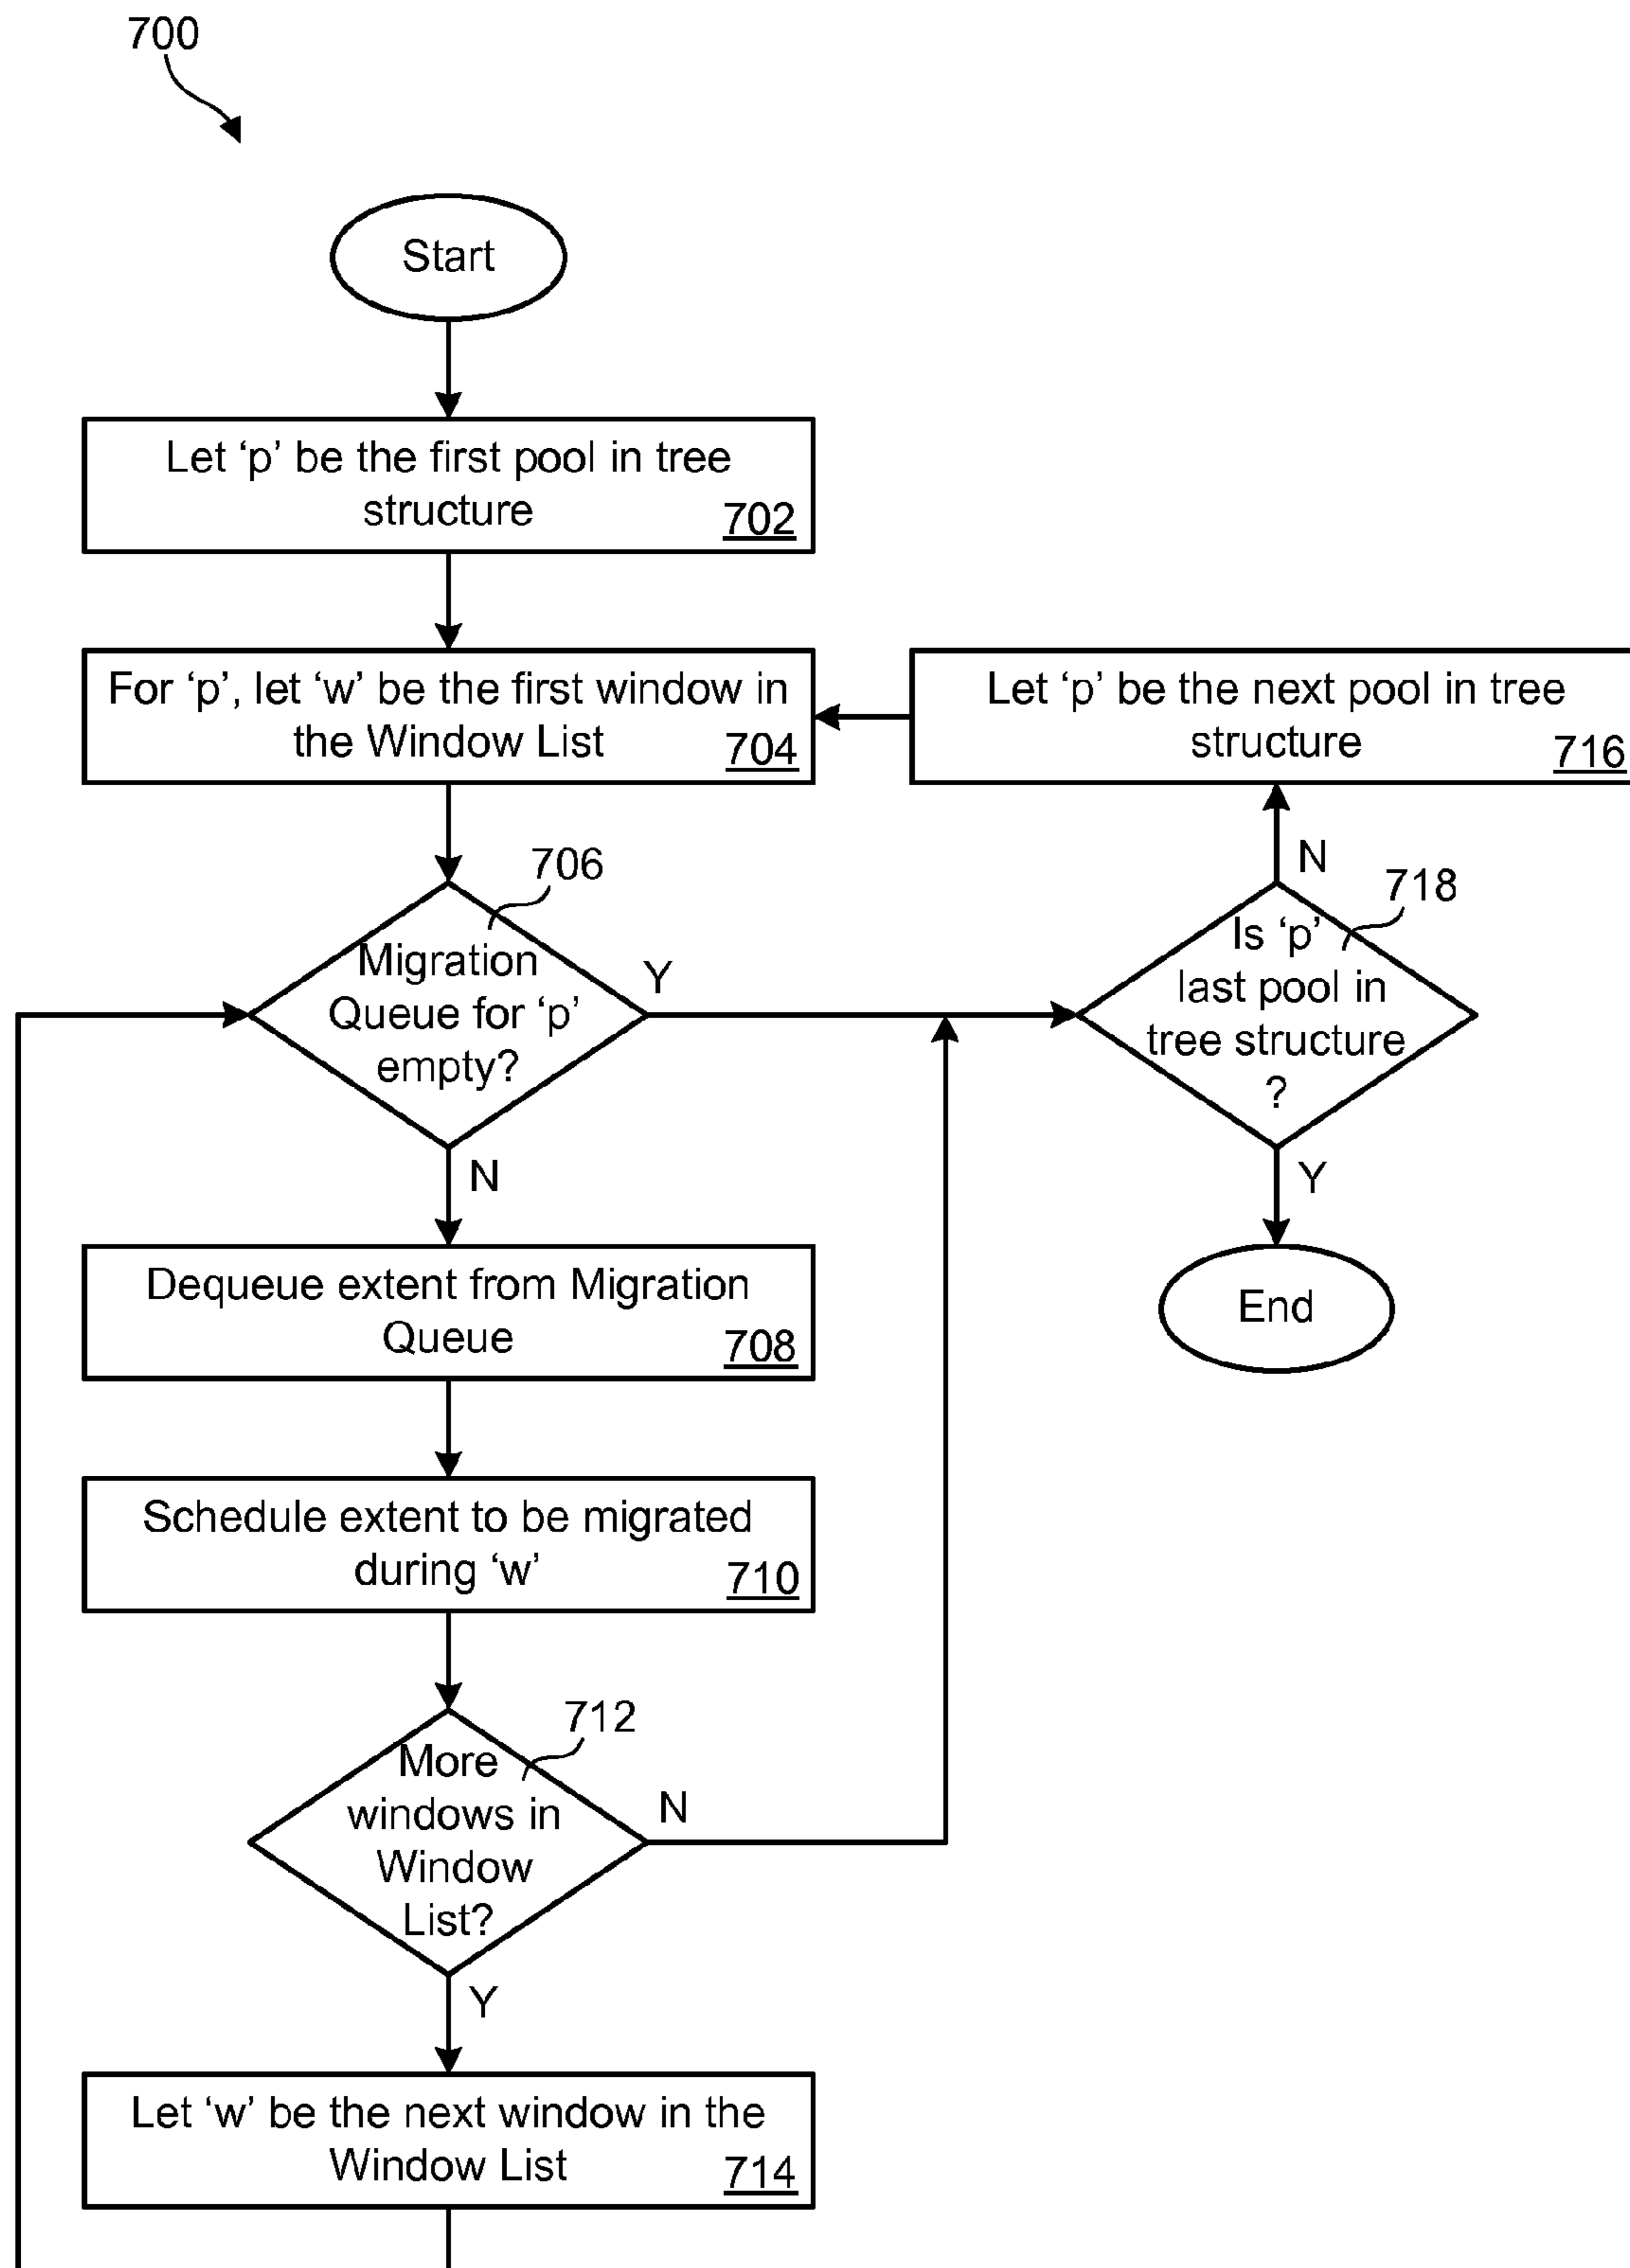 700
Start
Let ‘p’ be the first pool in tree
structure
702
For ‘p’, let ‘w’ be the first window in
the Window List
704
Let ‘p’ be the next pool in tree
structure
716
706
Migration
Queue for ‘p’
empty?
Y
N
718
Is ‘p’
last pool in
tree structure
?
N
Y
End
Dequeue extent from Migration
Queue
708
Schedule extent to be migrated
during ‘w’
710
712
More
windows in
Window
List?
N
Y
Let ‘w’ be the next window in the
Window List
714